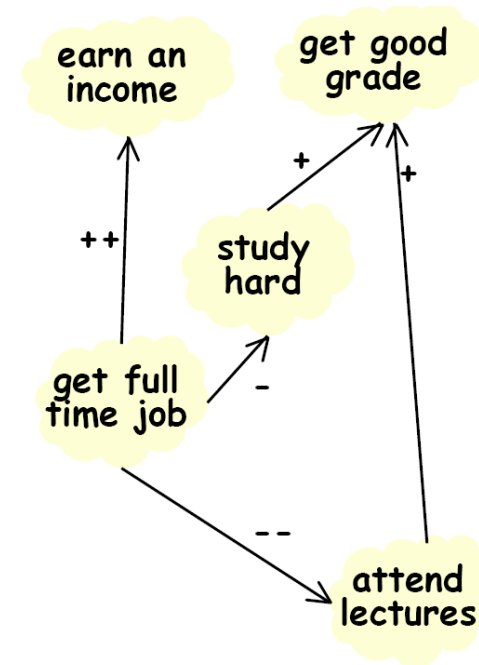 earn an
income
get good
grade
+
+
++
study
hard
get full
time job
-
--
attend
lectures